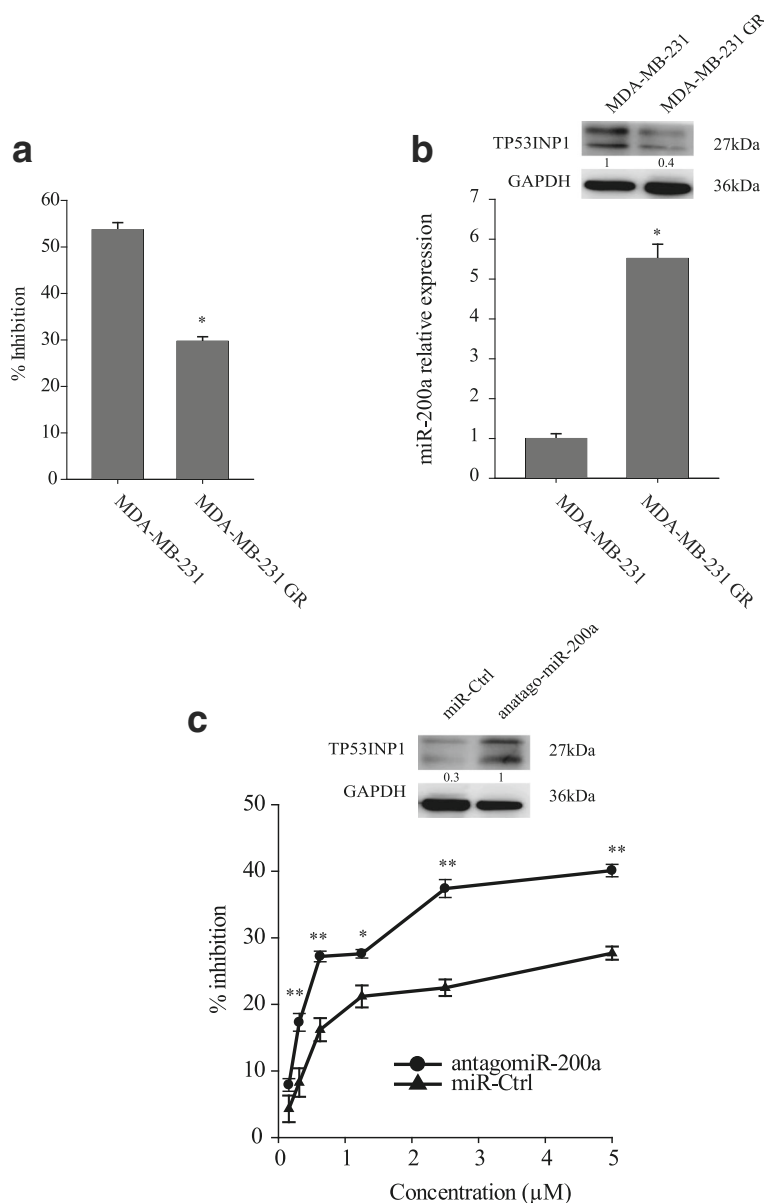 a
60
50
40
30
20
10
0
% Inhibition
*
MDA-MB-231
MDA-MB-231 GR
b
MDA-MB-231
MDA-MB-231 GR
TP53INP1
27kDa
1
0.4
GAPDH
36kDa
7
6
5
4
3
2
1
0
miR-200a relative expression
*
MDA-MB-231
MDA-MB-231 GR
c
miR-Ctrl
anatago-miR-200a
TP53INP1
27kDa
0.3
1
GAPDH
36kDa
50
40
30
20
10
0
% inhibition
**
**
*
**
**
antagomiR-200a
miR-Ctrl
0 1 2 3 4 5
Concentration (µM)